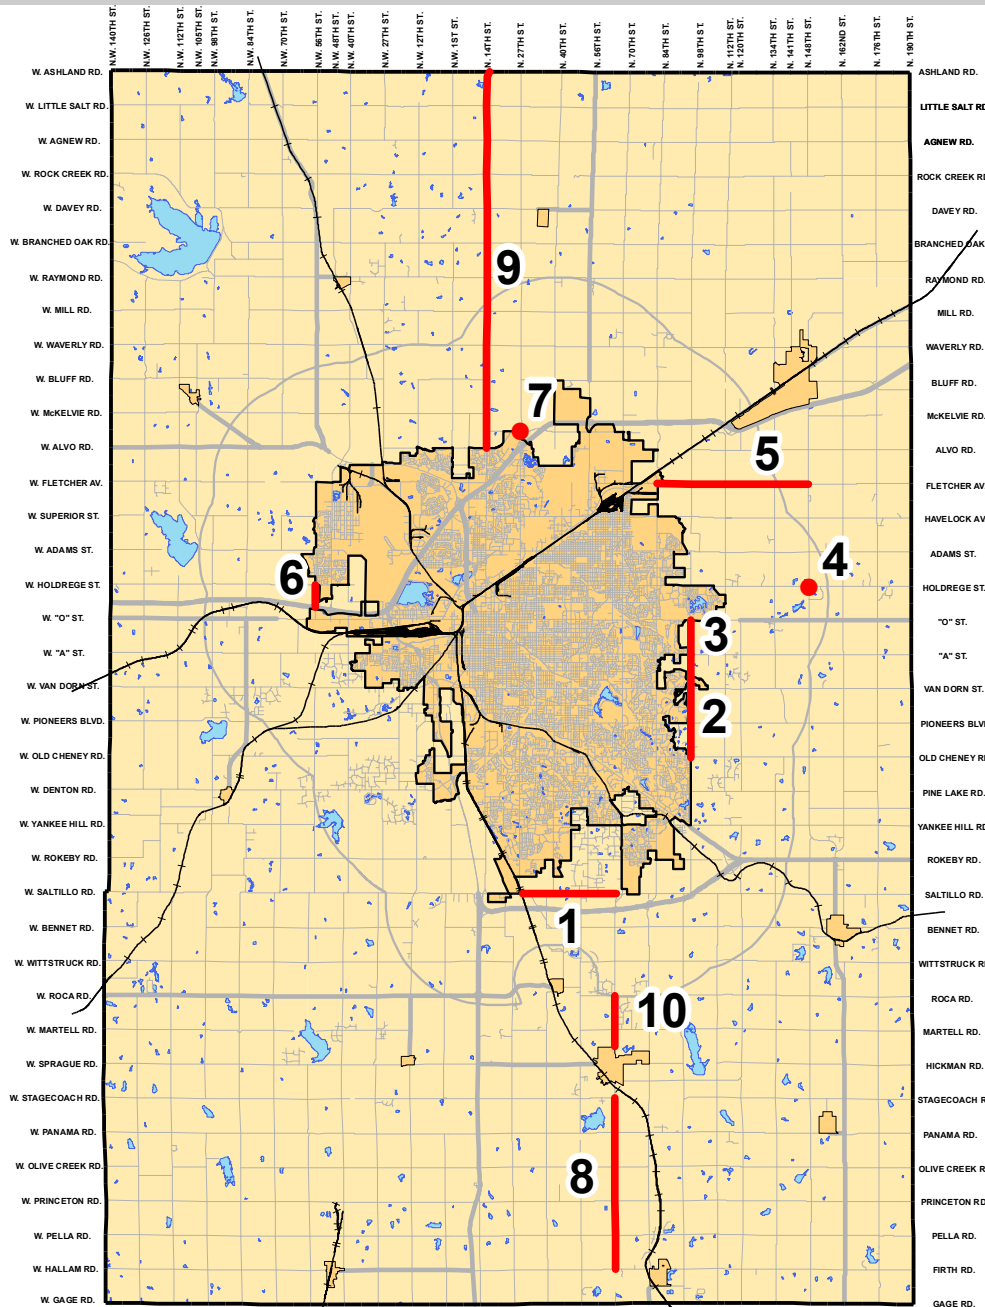 N.W. 140TH ST.
N.W. 126TH ST.
N.W. 112TH ST.
N.W. 105TH ST.
N.W. 98TH ST.
N.W. 84TH ST.
N.W. 70TH ST.
N.W. 56TH ST.
N.W. 48TH ST.
N.W. 40TH ST.
N.W. 27TH ST.
N.W. 12TH ST.
N.W. 1ST ST.
N. 14TH ST.
N. 27TH ST.
N. 40TH ST.
N. 56TH ST.
N. 70TH ST.
N. 84TH ST.
N. 98TH ST.
N. 112TH ST.
N. 120TH ST.
N. 134TH ST.
N. 141TH ST.
N. 148TH ST.
N. 162ND ST.
N. 176TH ST.
N. 190TH ST.
W. ASHLAND RD. ASHLAND RD.
W. LITTLE SALT RD. LITTLE SALT RD
W. AGNEW RD. AGNEW RD.
W. ROCK CREEK RD. ROCK CREEK RD
W. DAVEY RD. DAVEY RD.
W. BRANCHED OAK RD. BRANCHED OAK
9
W. RAYMOND RD. RAYMOND RD.
W. MILL RD. MILL RD.
W. WAVERLY RD. WAVERLY RD.
W. BLUFF RD. BLUFF RD.
7
W. McKELVIE RD. McKELVIE RD.
W. ALVO RD. ALVO RD.
5
W. FLETCHER AV. FLETCHER AV.
W. SUPERIOR ST. HAVELOCK AV
W. ADAMS ST. ADAMS ST.
4
6
W. HOLDREGE ST. HOLDREGE ST.
W. "O" ST. "O" ST.
3
W. "A" ST. "A" ST.
W. VAN DORN ST. VAN DORN ST.
2
W. PIONEERS BLVD. PIONEERS BLV
W. OLD CHENEY RD. OLD CHENEY R
W. DENTON RD. PINE LAKE RD.
W. YANKEE HILL RD. YANKEE HILL RD
W. ROKEBY RD. ROKEBY RD.
W. SALTILLO RD. SALTILLO RD.
1
W. BENNET RD. BENNET RD.
W. WITTSTRUCK RD. WITTSTRUCK R
W. ROCA RD. ROCA RD.
10
W. MARTELL RD. MARTELL RD.
W. SPRAGUE RD. HICKMAN RD.
W. STAGECOACH RD. STAGECOACH R
W. PANAMA RD. PANAMA RD.
W. OLIVE CREEK RD. OLIVE CREEK R
8
W. PRINCETON RD. PRINCETON RD.
W. PELLA RD. PELLA RD.
W. HALLAM RD. FIRTH RD.
W. GAGE RD. GAGE RD.